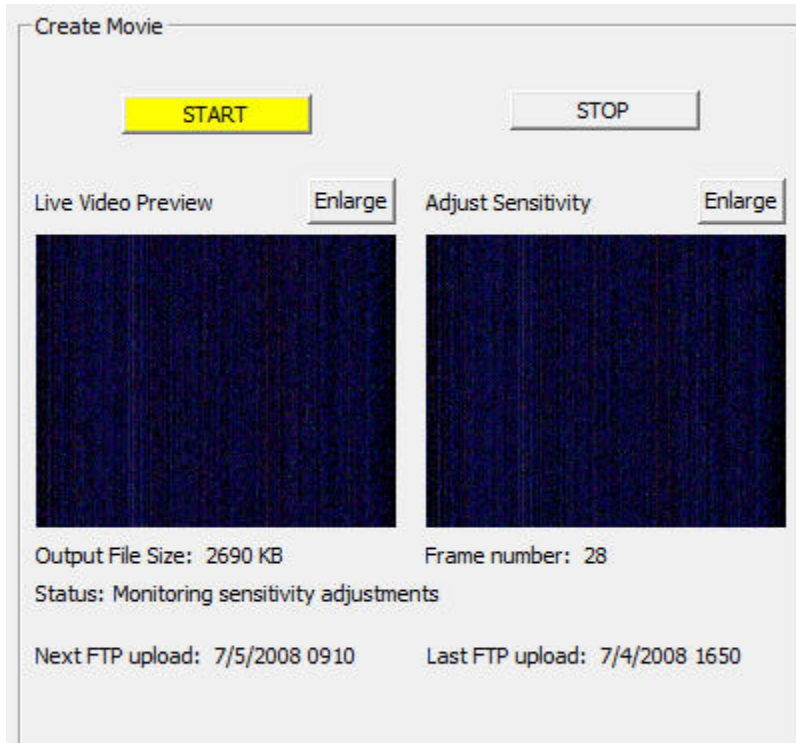 Create Movie
START
STOP
Live Video Preview
Enlarge
Adjust Sensitivity
Enlarge
Output File Size: 2690 KB
Frame number: 28
Status: Monitoring sensitivity adjustments
Next FTP upload: 7/5/2008 0910
Last FTP upload: 7/4/2008 1650